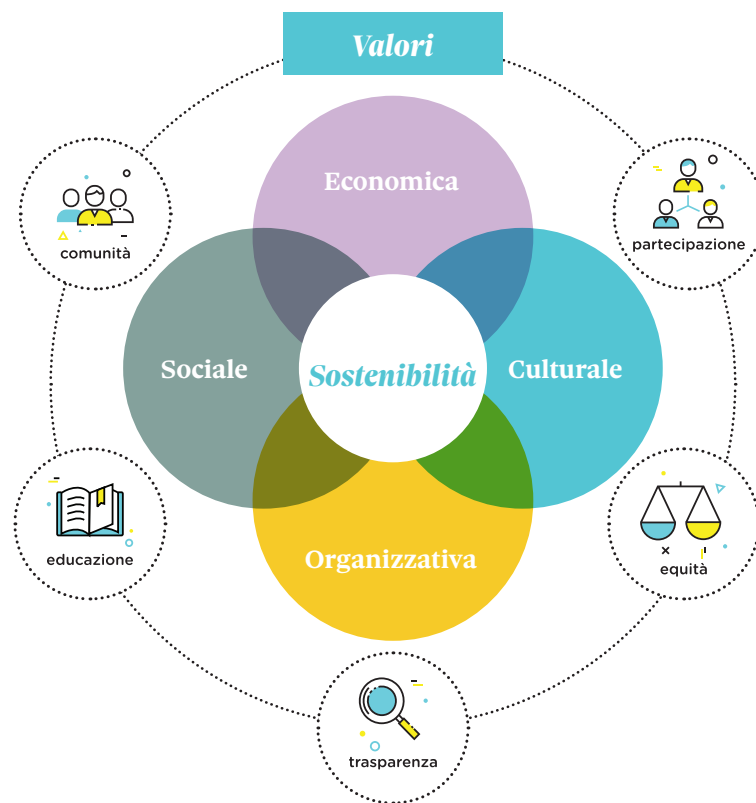 Valori
Economica
comunità
partecipazione
Sociale
Sostenibilità
Culturale
educazione
Organizzativa
equità
trasparenza